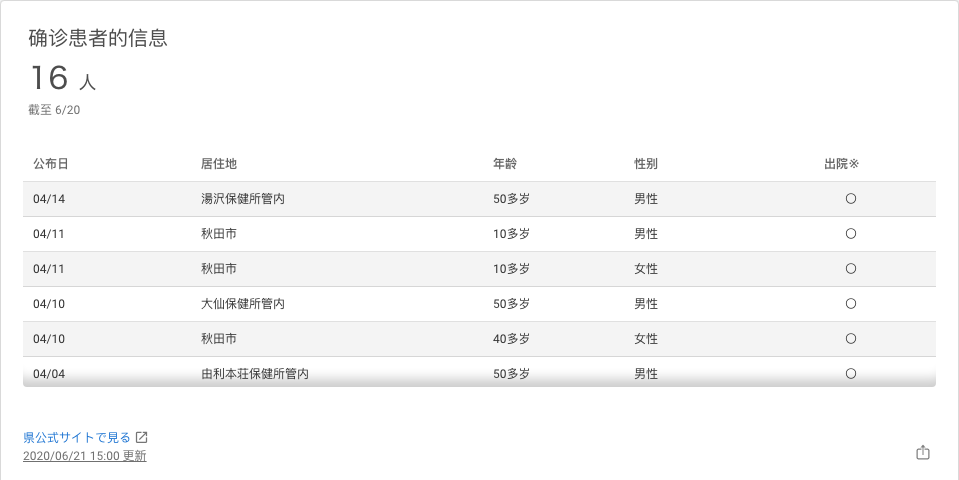 确诊患者的信息
16 人
截至 6/20
公布日 居住地 年龄 性别 出院※
04/14 湯沢保健所管内 50多岁 男性 〇
04/11 秋田市 10多岁 男性 〇
04/11 秋田市 10多岁 女性 〇
04/10 大仙保健所管内 50多岁 男性 〇
04/10 秋田市 40多岁 女性 〇
04/04 由利本荘保健所管内 50多岁 男性 〇
県公式サイトで見る
2020/06/21 15:00 更新